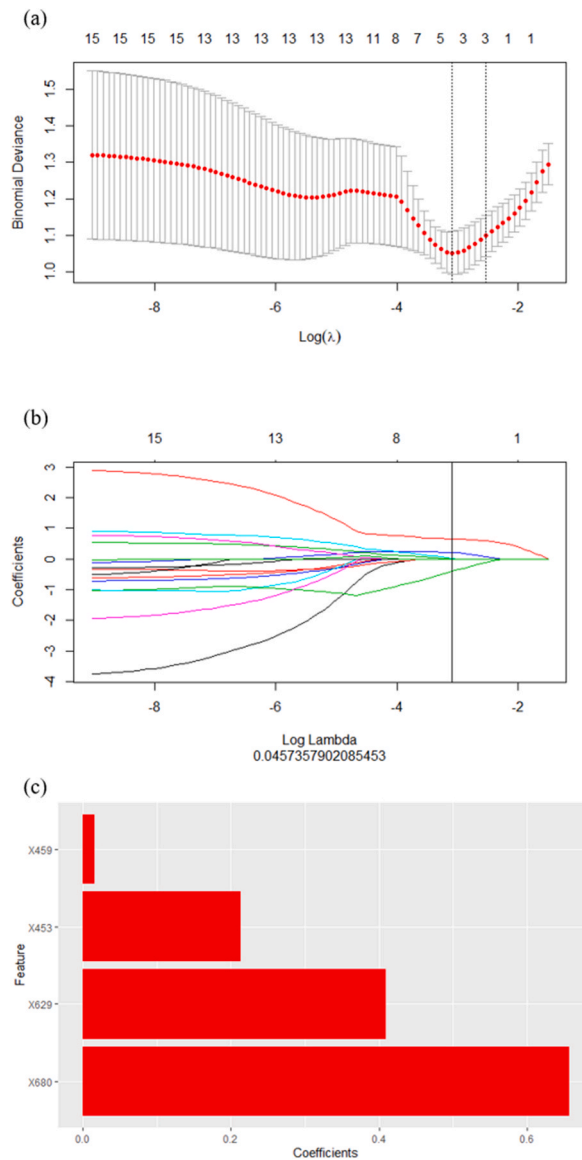 (a)
15 15 15 15 13 13 13 13 13 13 11 8 7 5 3 3 1 1
Binomial Deviance
1.5
1.4
1.3
1.2
1.1
1.0
-8 -6 -4 -2
Log(λ)
(b)
15 13 8 1
Coefficients
3
2
1
0
-1
-2
-3
-4
-8 -6 -4 -2
Log Lambda
0.0457357902085453
(c)
Feature
X459
X453
X629
X680
0.0 0.2 0.4 0.6
Coefficients